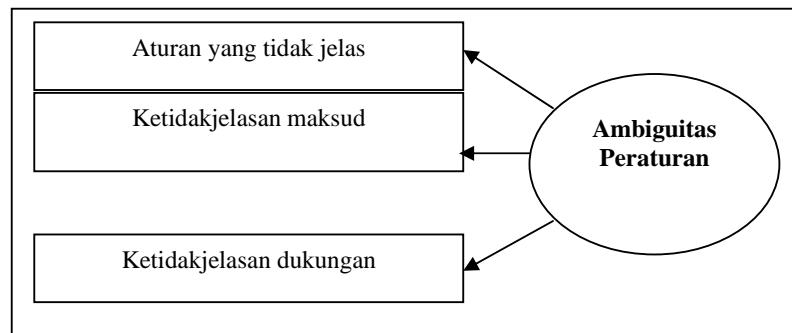 Aturan yang tidak jelas
Ketidakjelasan maksud
Ambiguitas
Peraturan
Ketidakjelasan dukungan